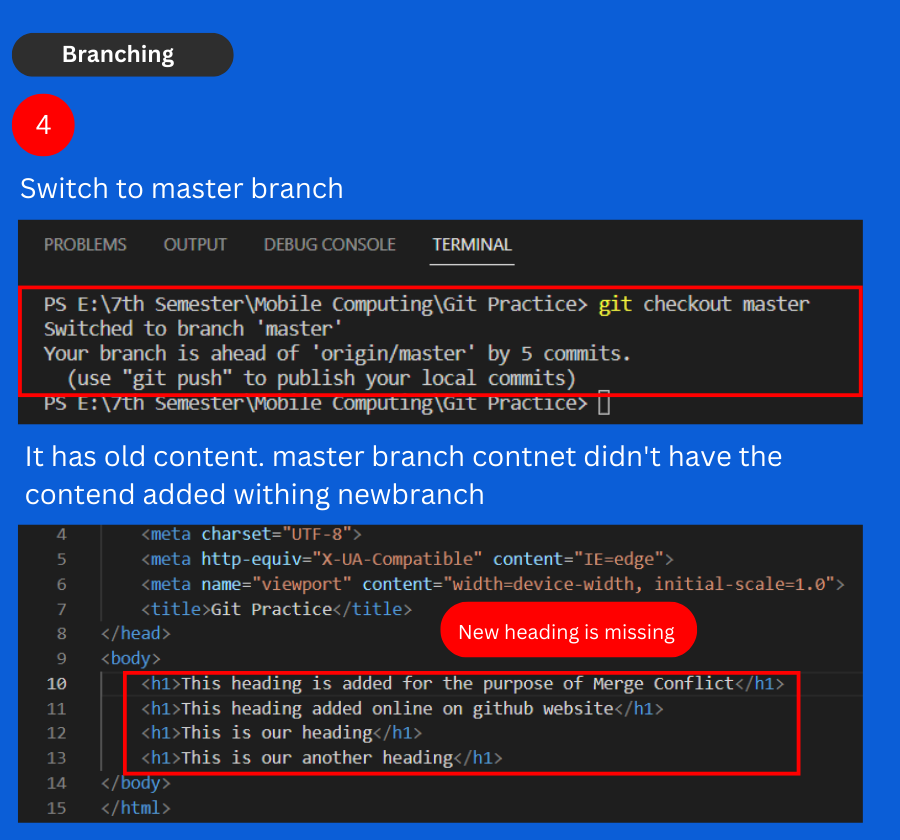 Branching
4
Switch to master branch
PROBLEMS OUTPUT DEBUG CONSOLE TERMINAL
PS E:\7th Semester\Mobile Computing\Git Practice> git checkout master
Switched to branch 'master'
Your branch is ahead of 'origin/master' by 5 commits.
  (use "git push" to publish your local commits)
PS E:\7th Semester\Mobile Computing\Git Practice>
It has old content. master branch contnet didn't have the
contend added withing newbranch
4 <meta charset="UTF-8">
5 <meta http-equiv="X-UA-Compatible" content="IE=edge">
6 <meta name="viewport" content="width=device-width, initial-scale=1.0">
7 <title>Git Practice</title>
New heading is missing
8 </head>
9 <body>
10 <h1>This heading is added for the purpose of Merge Conflict</h1>
11 <h1>This heading added online on github website</h1>
12 <h1>This is our heading</h1>
13 <h1>This is our another heading</h1>
14 </body>
15 </html>